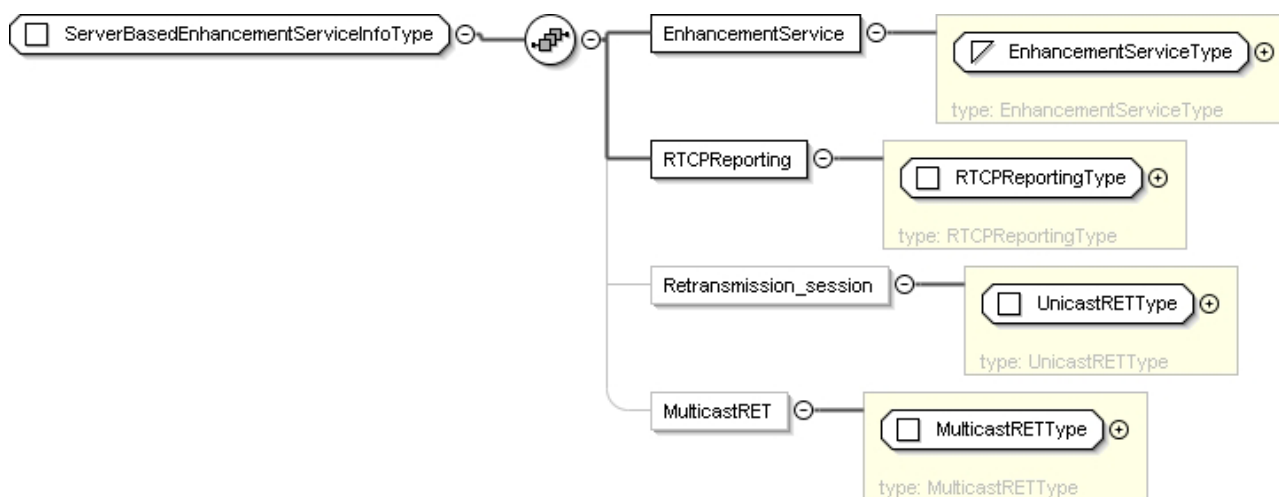 ServerBasedEnhancementServiceInfoType
EnhancementService
EnhancementServiceType
type: EnhancementServiceType
RTCPReporting
RTCPReportingType
type: RTCPReportingType
Retransmission_session
UnicastRETType
type: UnicastRETType
MulticastRET
MulticastRETType
type: MulticastRETType